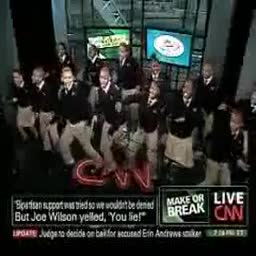 CNN
"Bipartisan support was tried so we wouldn't be denied
But Joe Wilson yelled, 'You lie!'"
MAKE OR
BREAK
LIVE
CNN
UPDATE Judge to decide on bail for accused Erin Andrews stalker